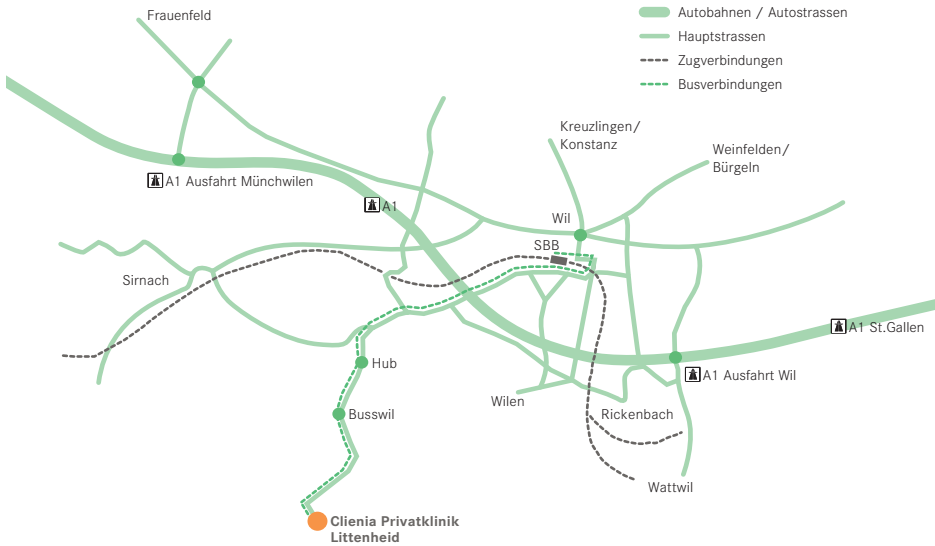 Frauenfeld
Autobahnen / Autostrassen
Hauptstrassen
Zugverbindungen
Busverbindungen
Kreuzlingen/
Konstanz
Weinfelden/
Bürgeln
A1 Ausfahrt Münchwilen
A1
Wil
SBB
Sirnach
A1 St.Gallen
Hub
A1 Ausfahrt Wil
Wilen
Busswil
Rickenbach
Wattwil
Clienia Privatklinik
Littenheid